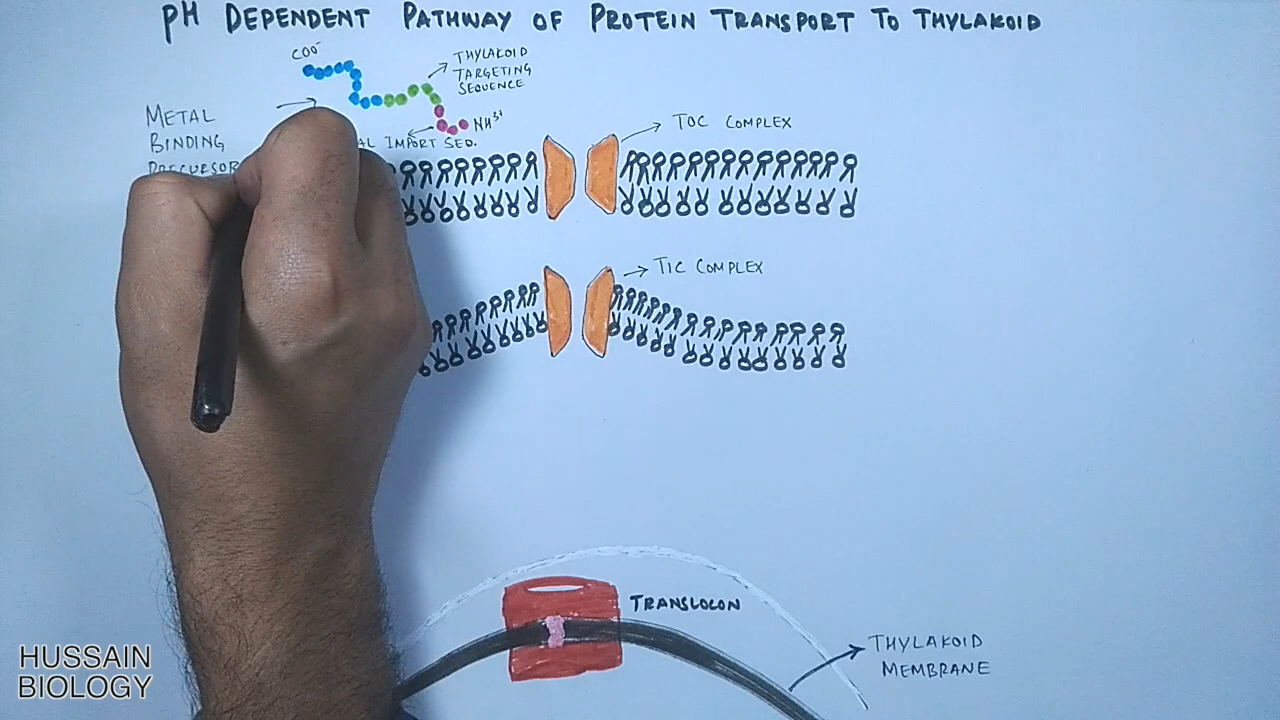 pH DEPENDENT PATHWAY OF PROTEIN TRANSPORT TO THYLAKOID
COO⁻
THYLAKOID
TARGETING
SEQUENCE
METAL
BINDING
PRECURSOR
NH³⁺
IMPORT SEQ.
TOC COMPLEX
TIC COMPLEX
TRANSLOCON
THYLAKOID
MEMBRANE
HUSSAIN
BIOLOGY